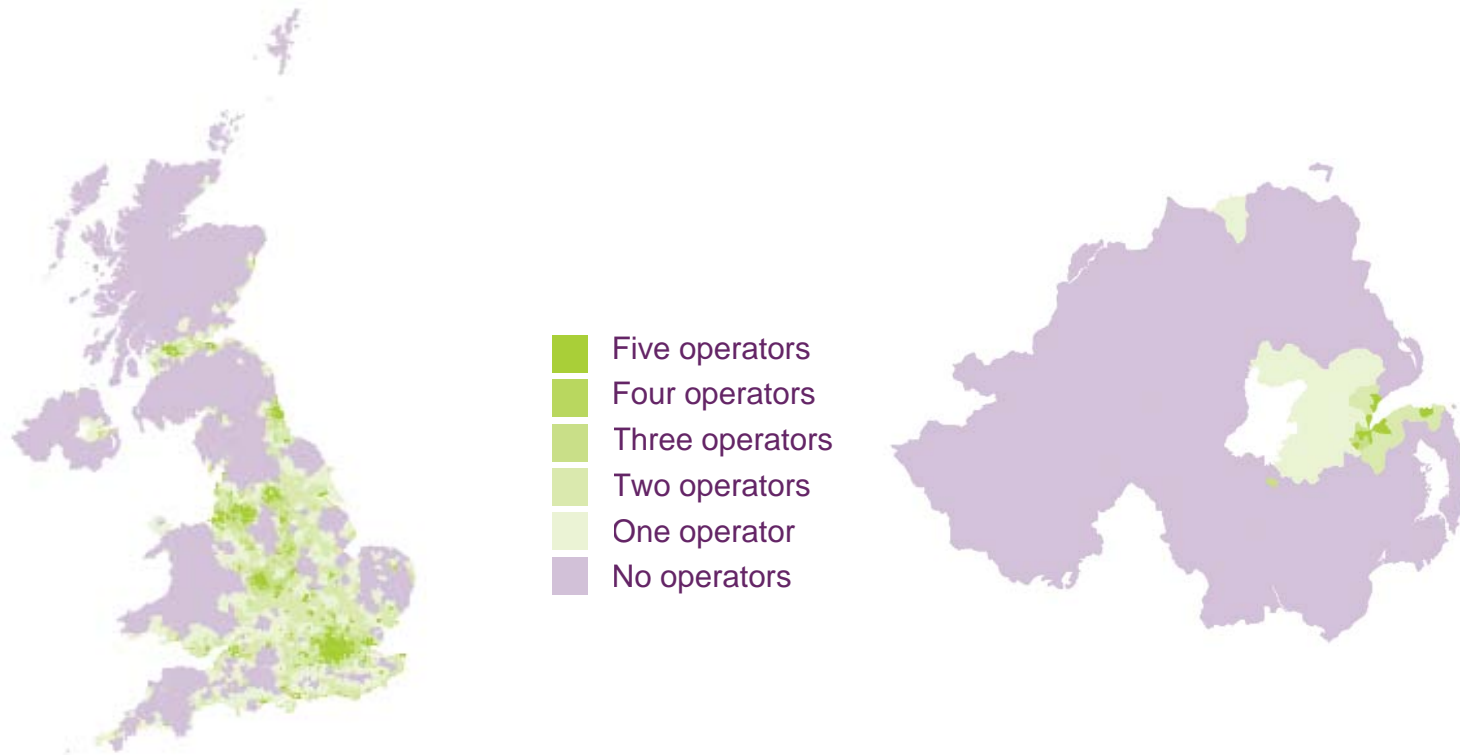 Five operators
Four operators
Three operators
Two operators
One operator
No operators